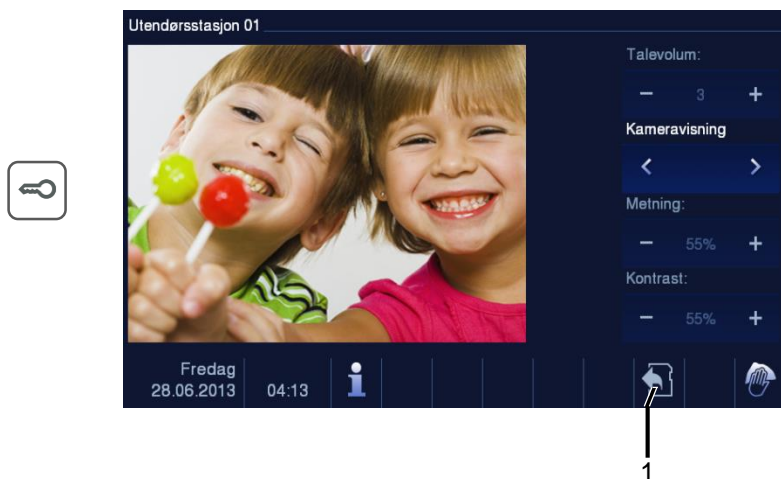 Utendørsstasjon 01
Talevolum:
− 3 +
Kameravisning
< >
Metning:
− 55% +
Kontrast:
− 55% +
Fredag
28.06.2013 04:13
1